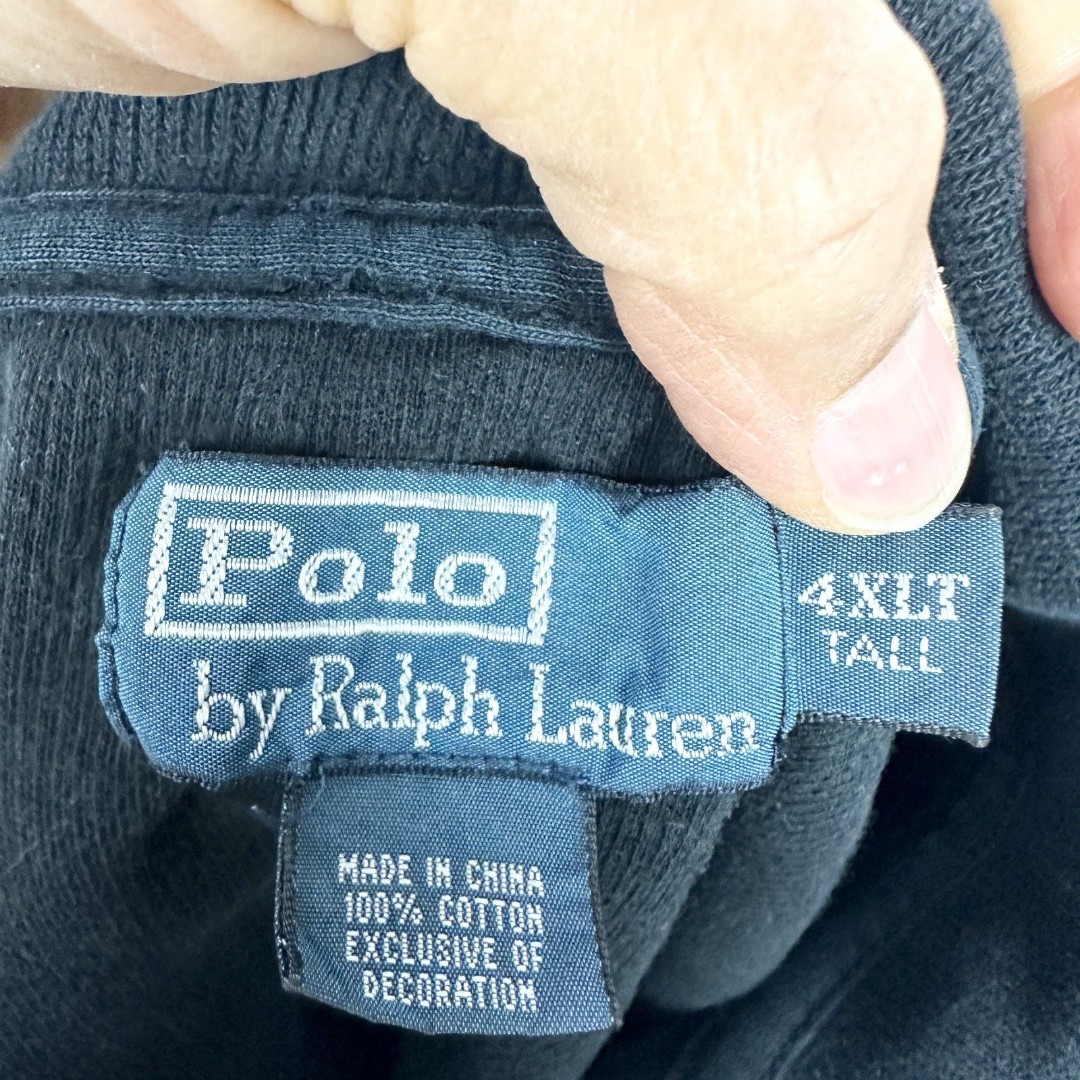 Polo
by Ralph Lauren
4XLT
TALL
MADE IN CHINA
100% COTTON
EXCLUSIVE OF
DECORATION